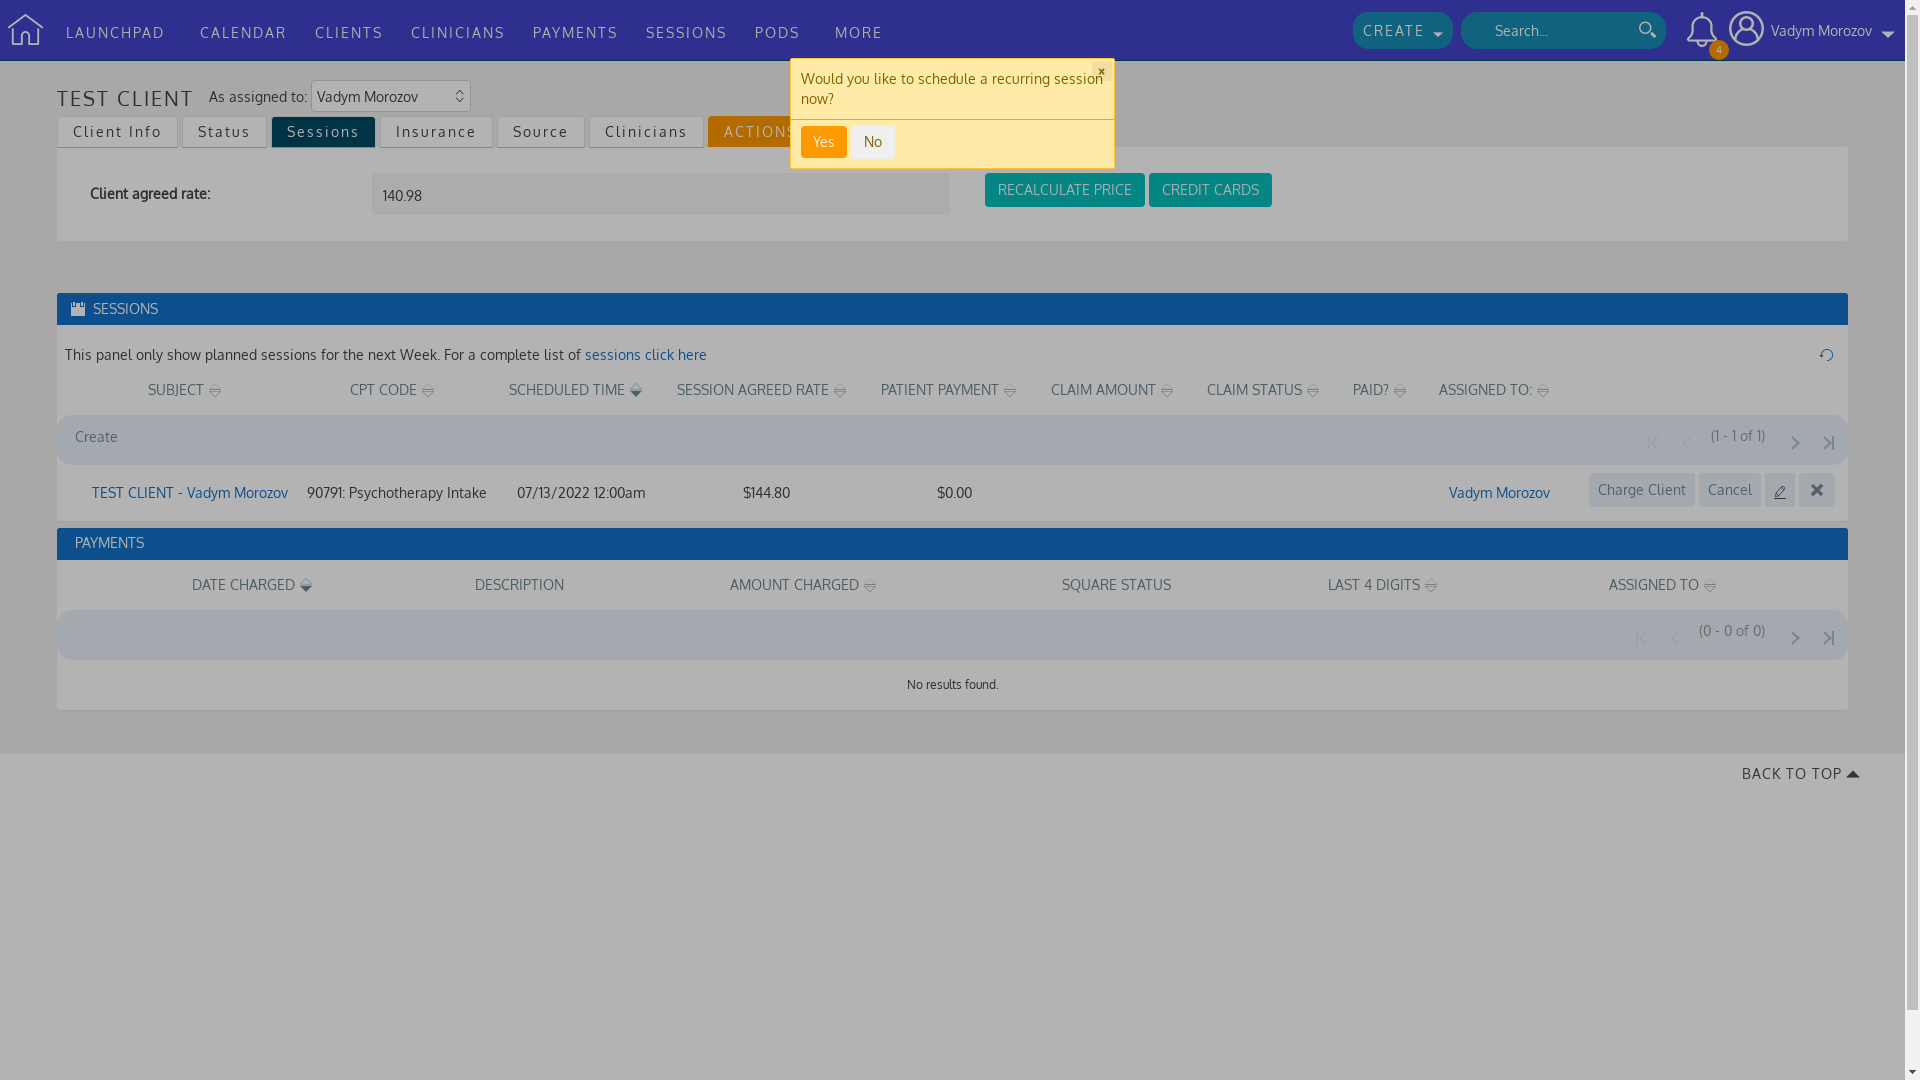 LAUNCHPAD CALENDAR CLIENTS CLINICIANS PAYMENTS SESSIONS PODS MORE CREATE Search... 4 Vadym Morozov
Would you like to schedule a recurring session now?
Yes No
TEST CLIENT As assigned to: Vadym Morozov
Client Info Status Sessions Insurance Source Clinicians ACTIONS
Client agreed rate: 140.98 RECALCULATE PRICE CREDIT CARDS
SESSIONS
This panel only show planned sessions for the next Week. For a complete list of sessions click here
SUBJECT CPT CODE SCHEDULED TIME SESSION AGREED RATE PATIENT PAYMENT CLAIM AMOUNT CLAIM STATUS PAID? ASSIGNED TO:
Create (1 - 1 of 1)
TEST CLIENT - Vadym Morozov 90791: Psychotherapy Intake 07/13/2022 12:00am $144.80 $0.00 Vadym Morozov Charge Client Cancel
PAYMENTS
DATE CHARGED DESCRIPTION AMOUNT CHARGED SQUARE STATUS LAST 4 DIGITS ASSIGNED TO
(0 - 0 of 0)
No results found.
BACK TO TOP